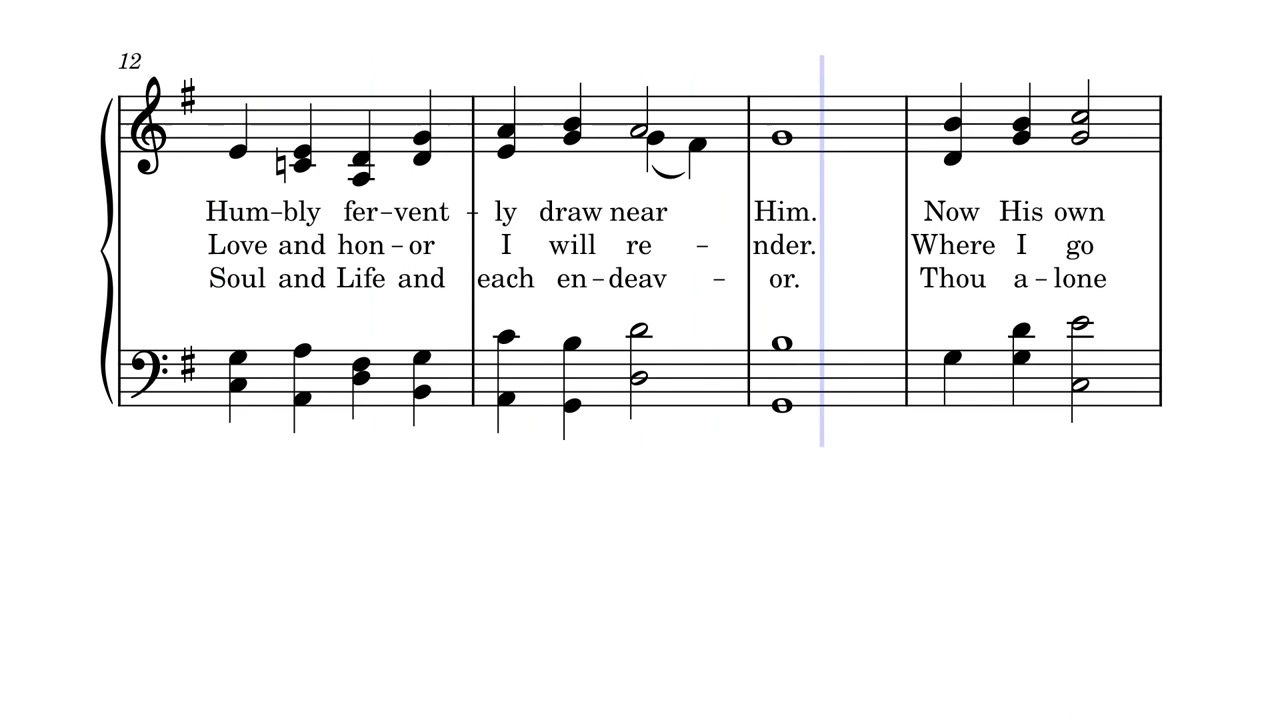 12
Hum-bly fer-vent - ly draw near Him. Now His own
Love and hon-or I will re - nder. Where I go
Soul and Life and each en-deav - or. Thou a-lone